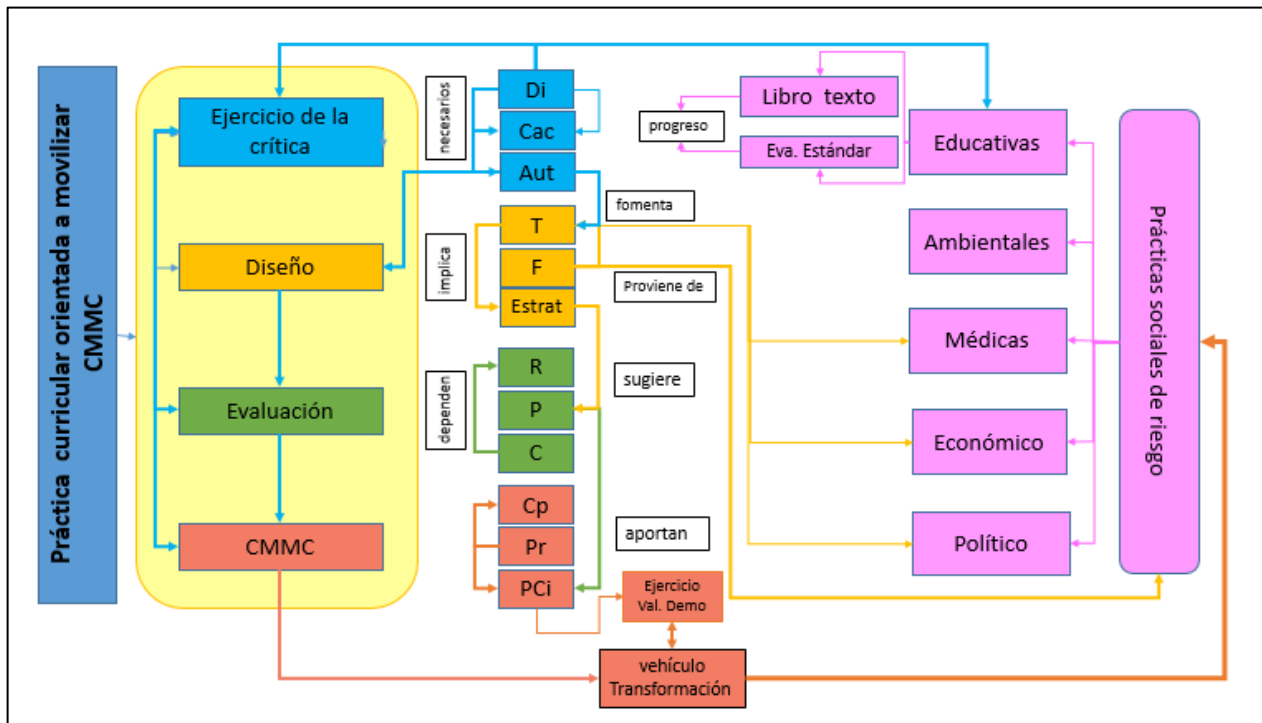 Práctica curricular orientada a movilizar
CMMC
Ejercicio de la
crítica
Diseño
Evaluación
CMMC
necesarios
Di
Cac
Aut
implica
T
F
Estrat
dependen
R
P
C
Cp
Pr
PCi
fomenta
Proviene de
sugiere
aportan
Ejercicio
Val. Demo
vehículo
Transformación
progreso
Libro texto
Eva. Estándar
Educativas
Ambientales
Médicas
Económico
Político
Prácticas sociales de riesgo